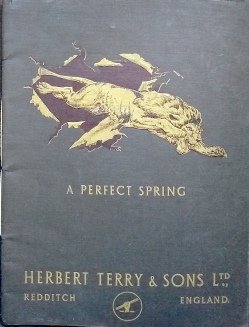 A PERFECT SPRING
HERBERT TERRY & SONS LTD.,
REDDITCH ENGLAND.